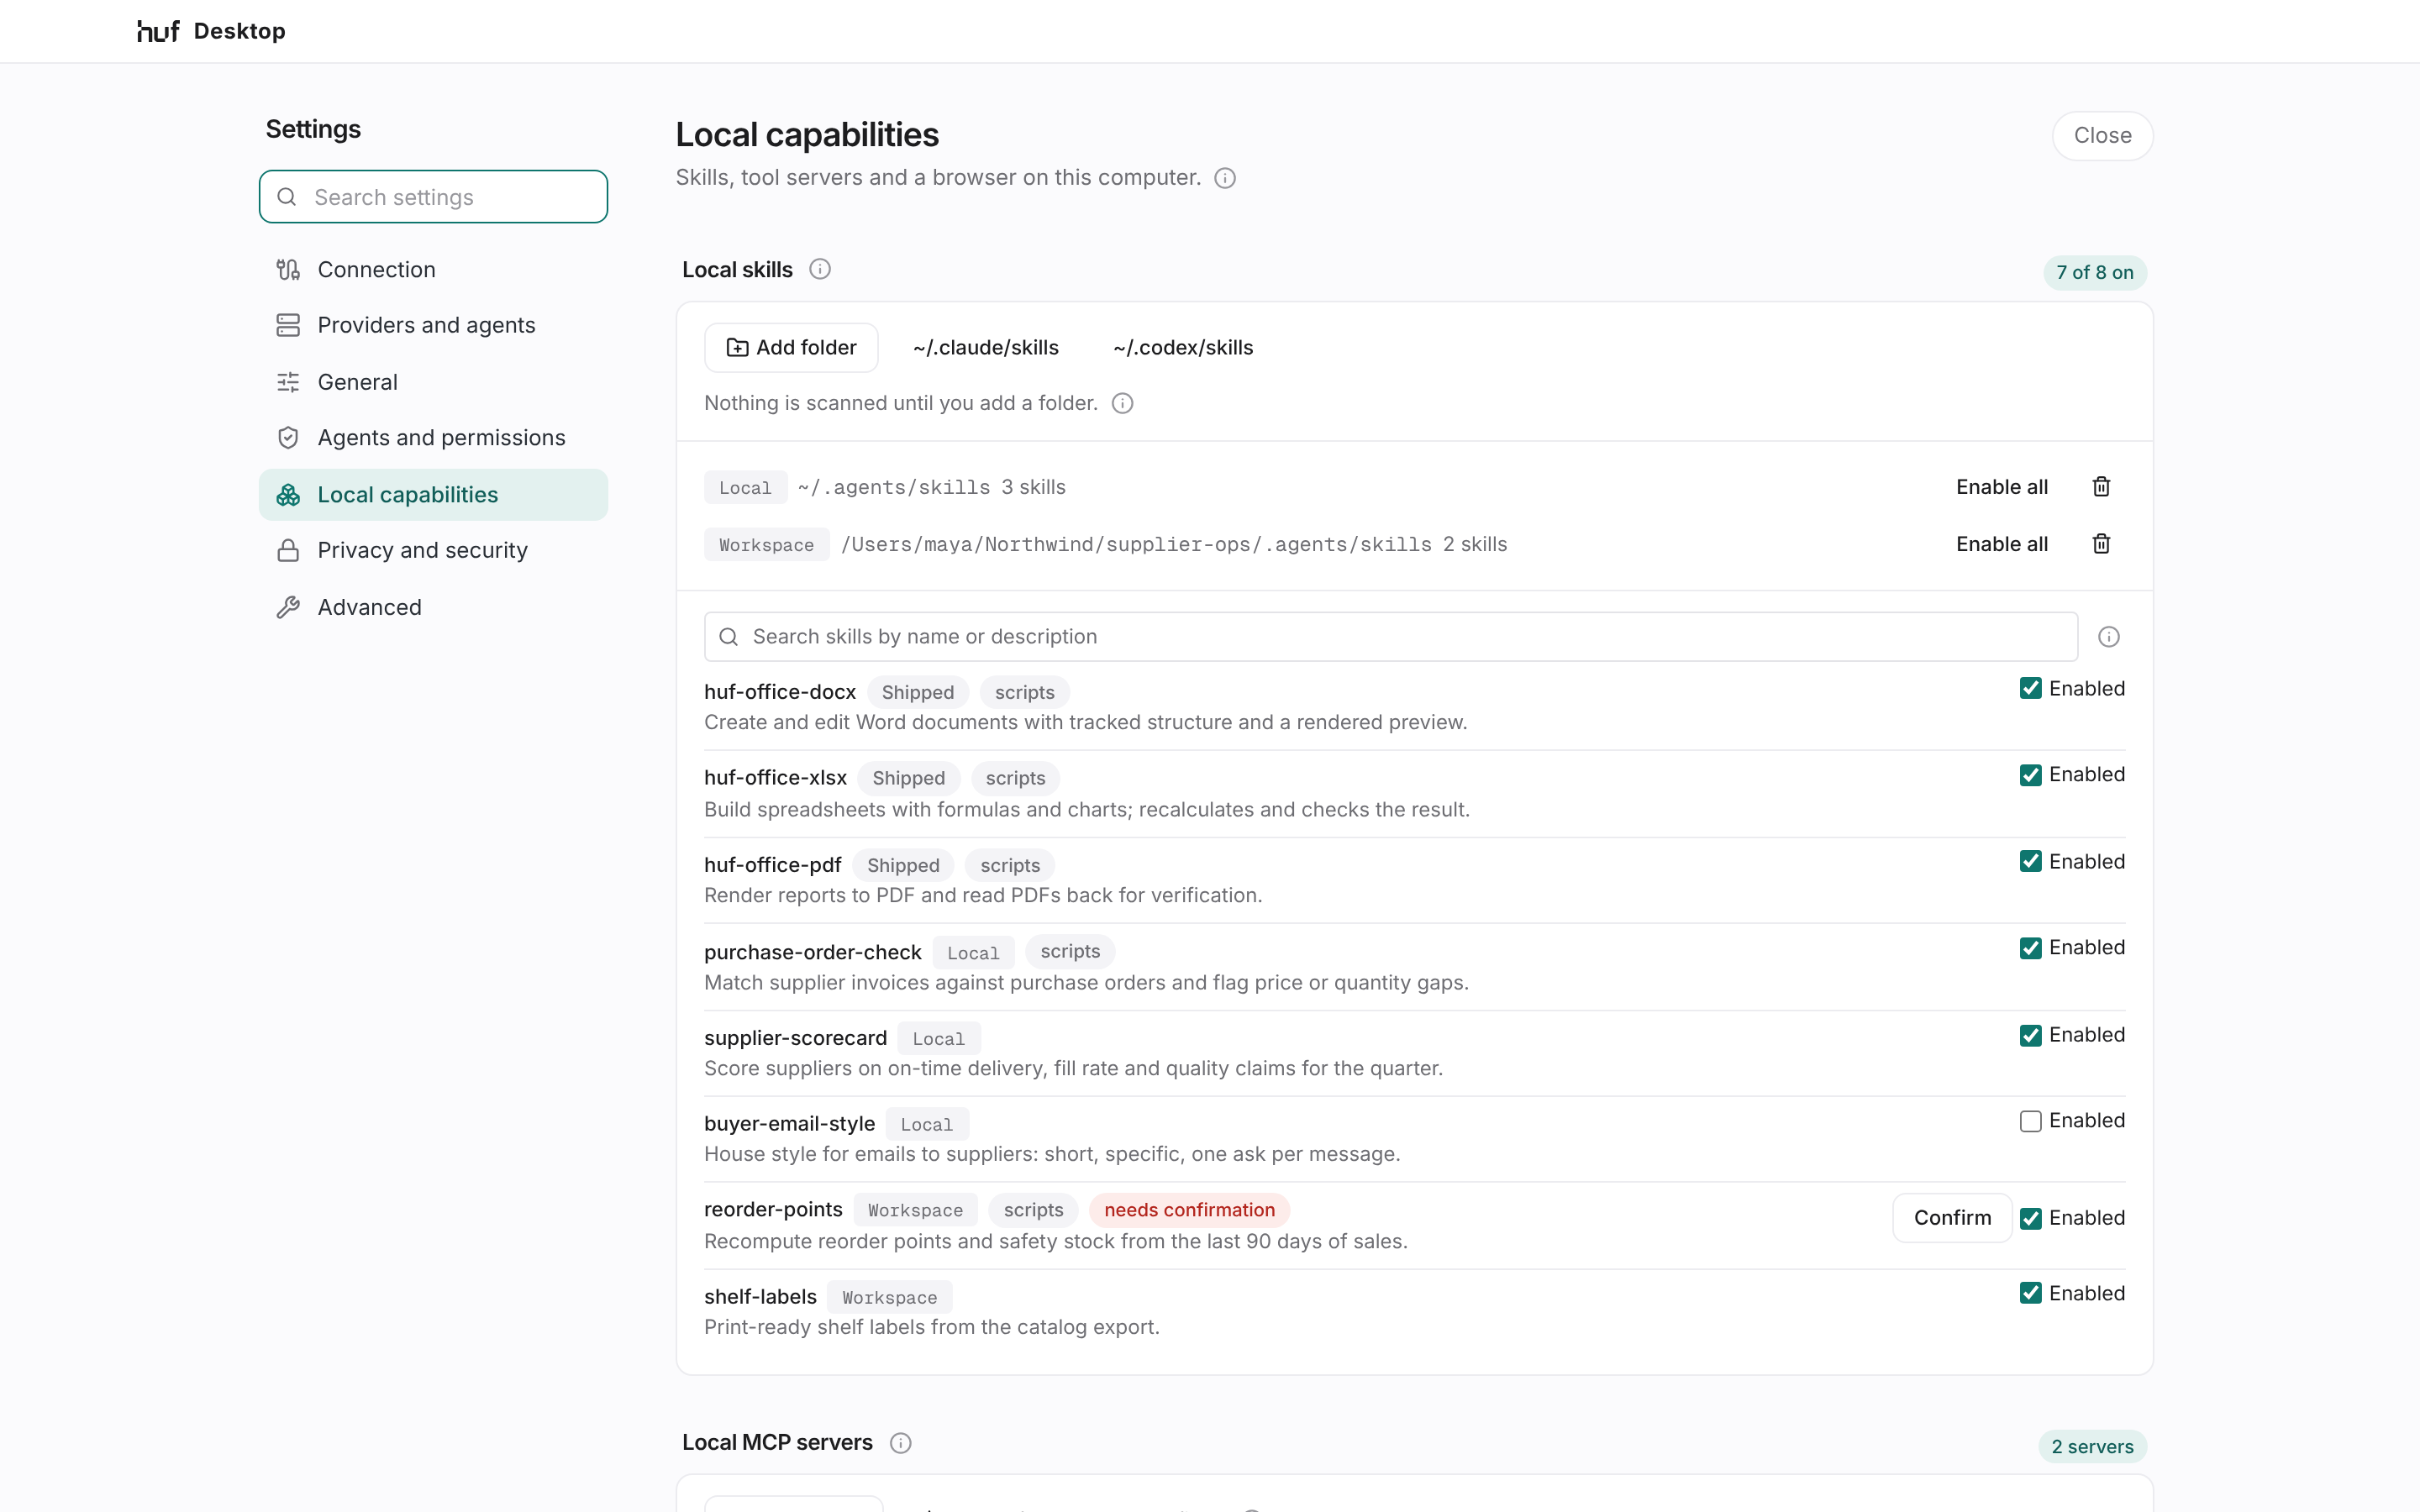 huf Desktop
Settings
Search settings
Connection
Providers and agents
General
Agents and permissions
Local capabilities
Privacy and security
Advanced
Local capabilities
Close
Skills, tool servers and a browser on this computer.
Local skills
7 of 8 on
Add folder ~/.claude/skills ~/.codex/skills
Nothing is scanned until you add a folder.
Local ~/.agents/skills 3 skills Enable all
Workspace /Users/maya/Northwind/supplier-ops/.agents/skills 2 skills Enable all
Search skills by name or description
huf-office-docx Shipped scripts Enabled
Create and edit Word documents with tracked structure and a rendered preview.
huf-office-xlsx Shipped scripts Enabled
Build spreadsheets with formulas and charts; recalculates and checks the result.
huf-office-pdf Shipped scripts Enabled
Render reports to PDF and read PDFs back for verification.
purchase-order-check Local scripts Enabled
Match supplier invoices against purchase orders and flag price or quantity gaps.
supplier-scorecard Local Enabled
Score suppliers on on-time delivery, fill rate and quality claims for the quarter.
buyer-email-style Local Enabled
House style for emails to suppliers: short, specific, one ask per message.
reorder-points Workspace scripts needs confirmation Confirm Enabled
Recompute reorder points and safety stock from the last 90 days of sales.
shelf-labels Workspace Enabled
Print-ready shelf labels from the catalog export.
Local MCP servers
2 servers